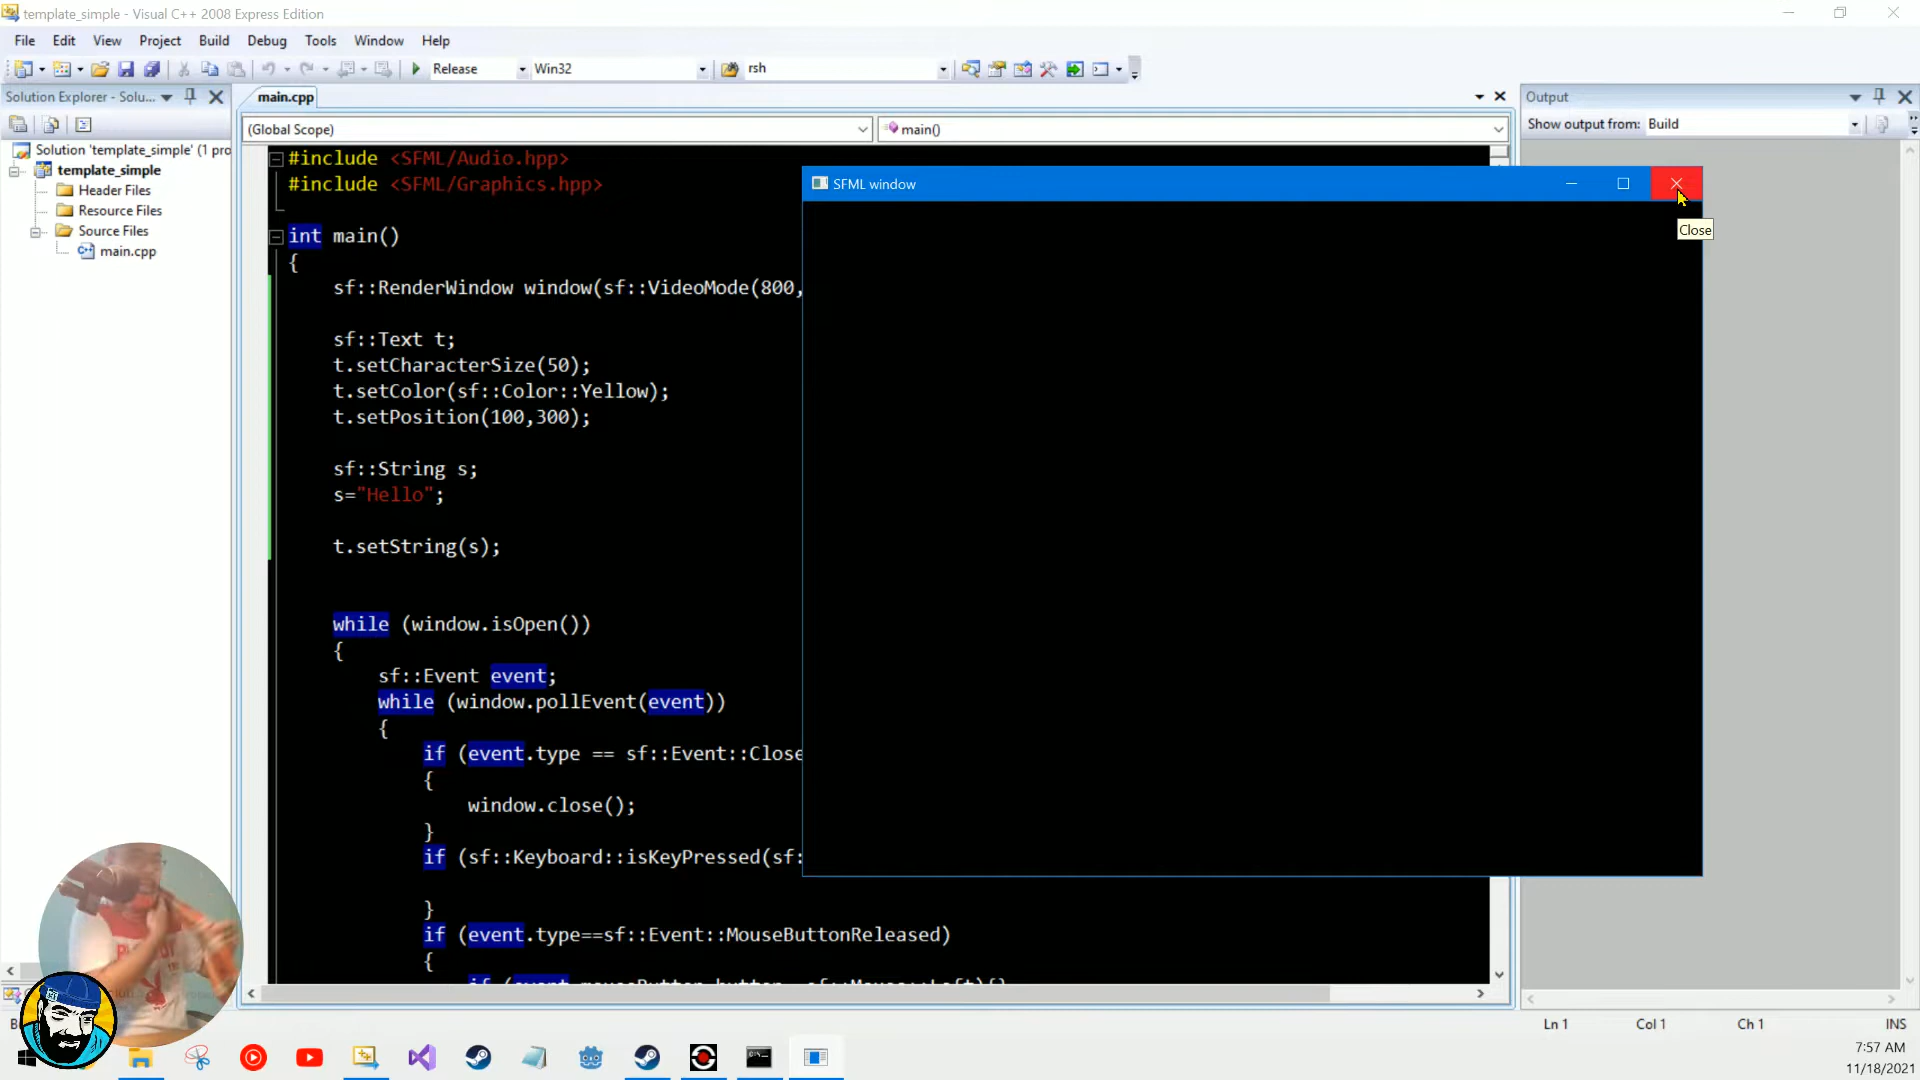 template_simple - Visual C++ 2008 Express Edition
File Edit View Project Build Debug Tools Window Help
Release Win32 rsh
Solution Explorer - Solu...
main.cpp
Output
(Global Scope)
main()
Show output from: Build
Solution 'template_simple' (1 pro
template_simple
Header Files
Resource Files
Source Files
main.cpp
#include <SFML/Audio.hpp>
#include <SFML/Graphics.hpp>
int main()
{
sf::RenderWindow window(sf::VideoMode(800,
sf::Text t;
t.setCharacterSize(50);
t.setColor(sf::Color::Yellow);
t.setPosition(100,300);
sf::String s;
s="Hello";
t.setString(s);
while (window.isOpen())
{
sf::Event event;
while (window.pollEvent(event))
{
if (event.type == sf::Event::Close
{
window.close();
}
if (sf::Keyboard::isKeyPressed(sf:
}
if (event.type==sf::Event::MouseButtonReleased)
{
SFML window
Close
Ln 1 Col 1 Ch 1 INS
7:57 AM
11/18/2021